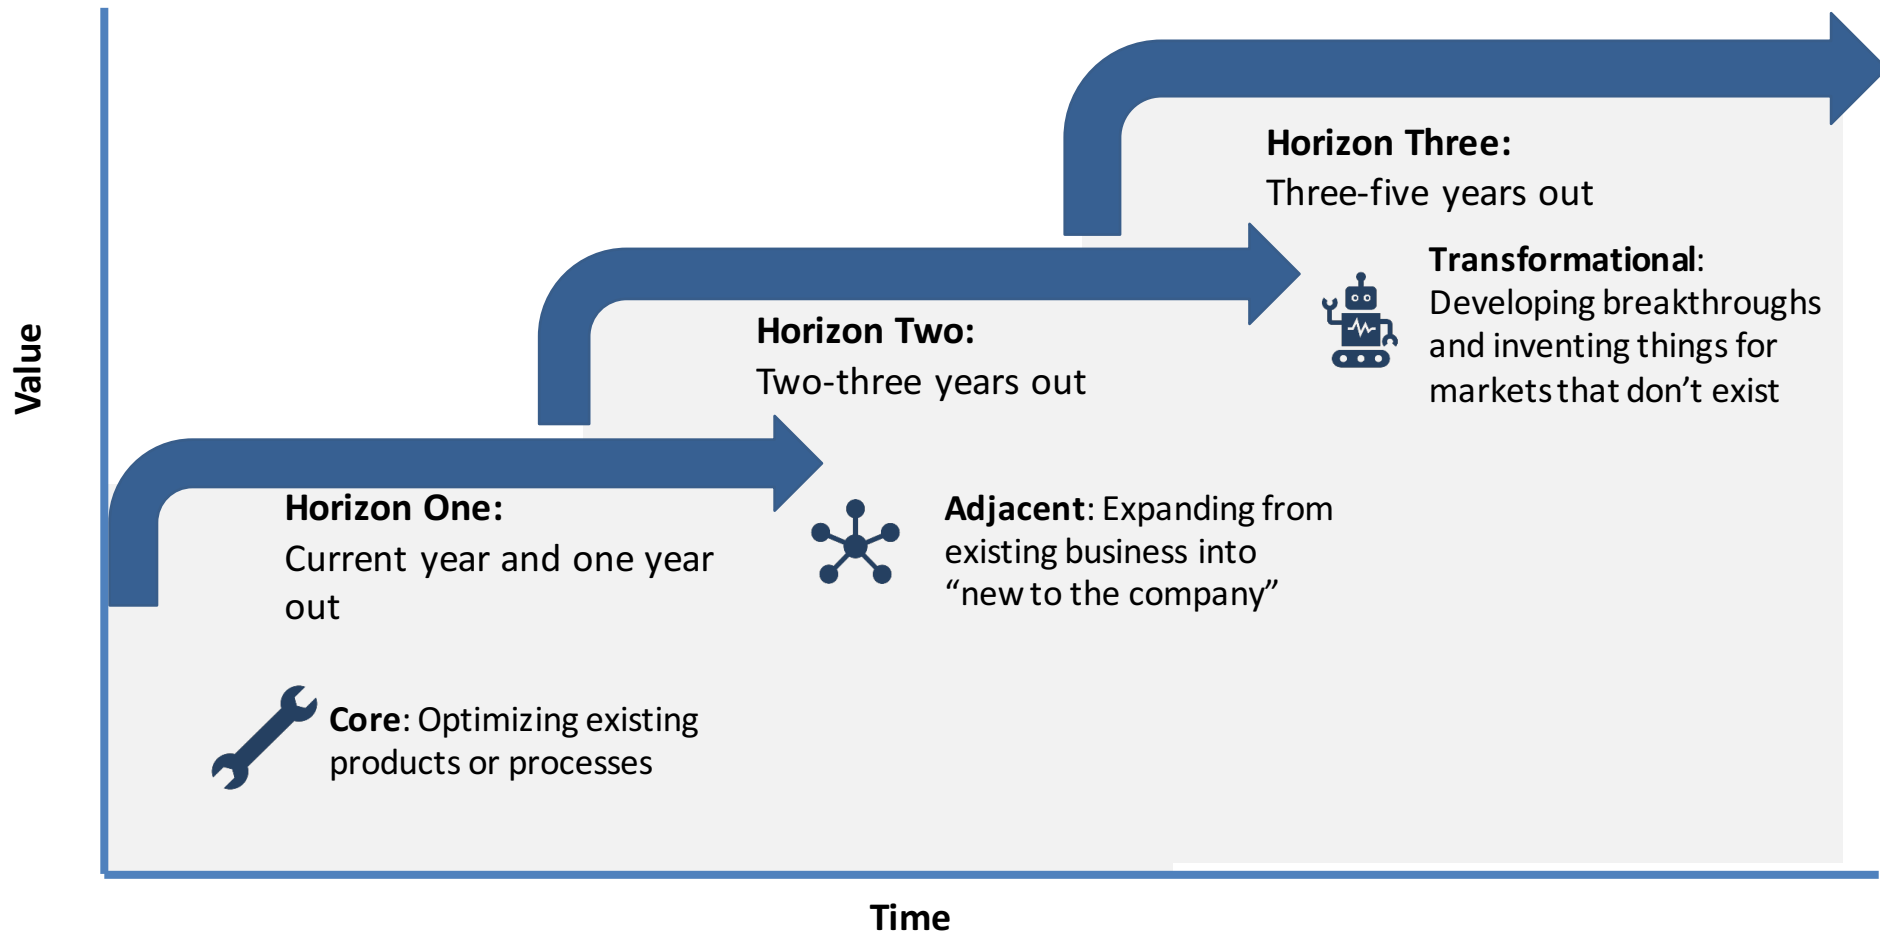 Value
Horizon Three:
Three-five years out
Transformational:
Developing breakthroughs
and inventing things for
markets that don’t exist
Horizon Two:
Two-three years out
Adjacent: Expanding from
existing business into
“new to the company”
Horizon One:
Current year and one year
out
Core: Optimizing existing
products or processes
Time